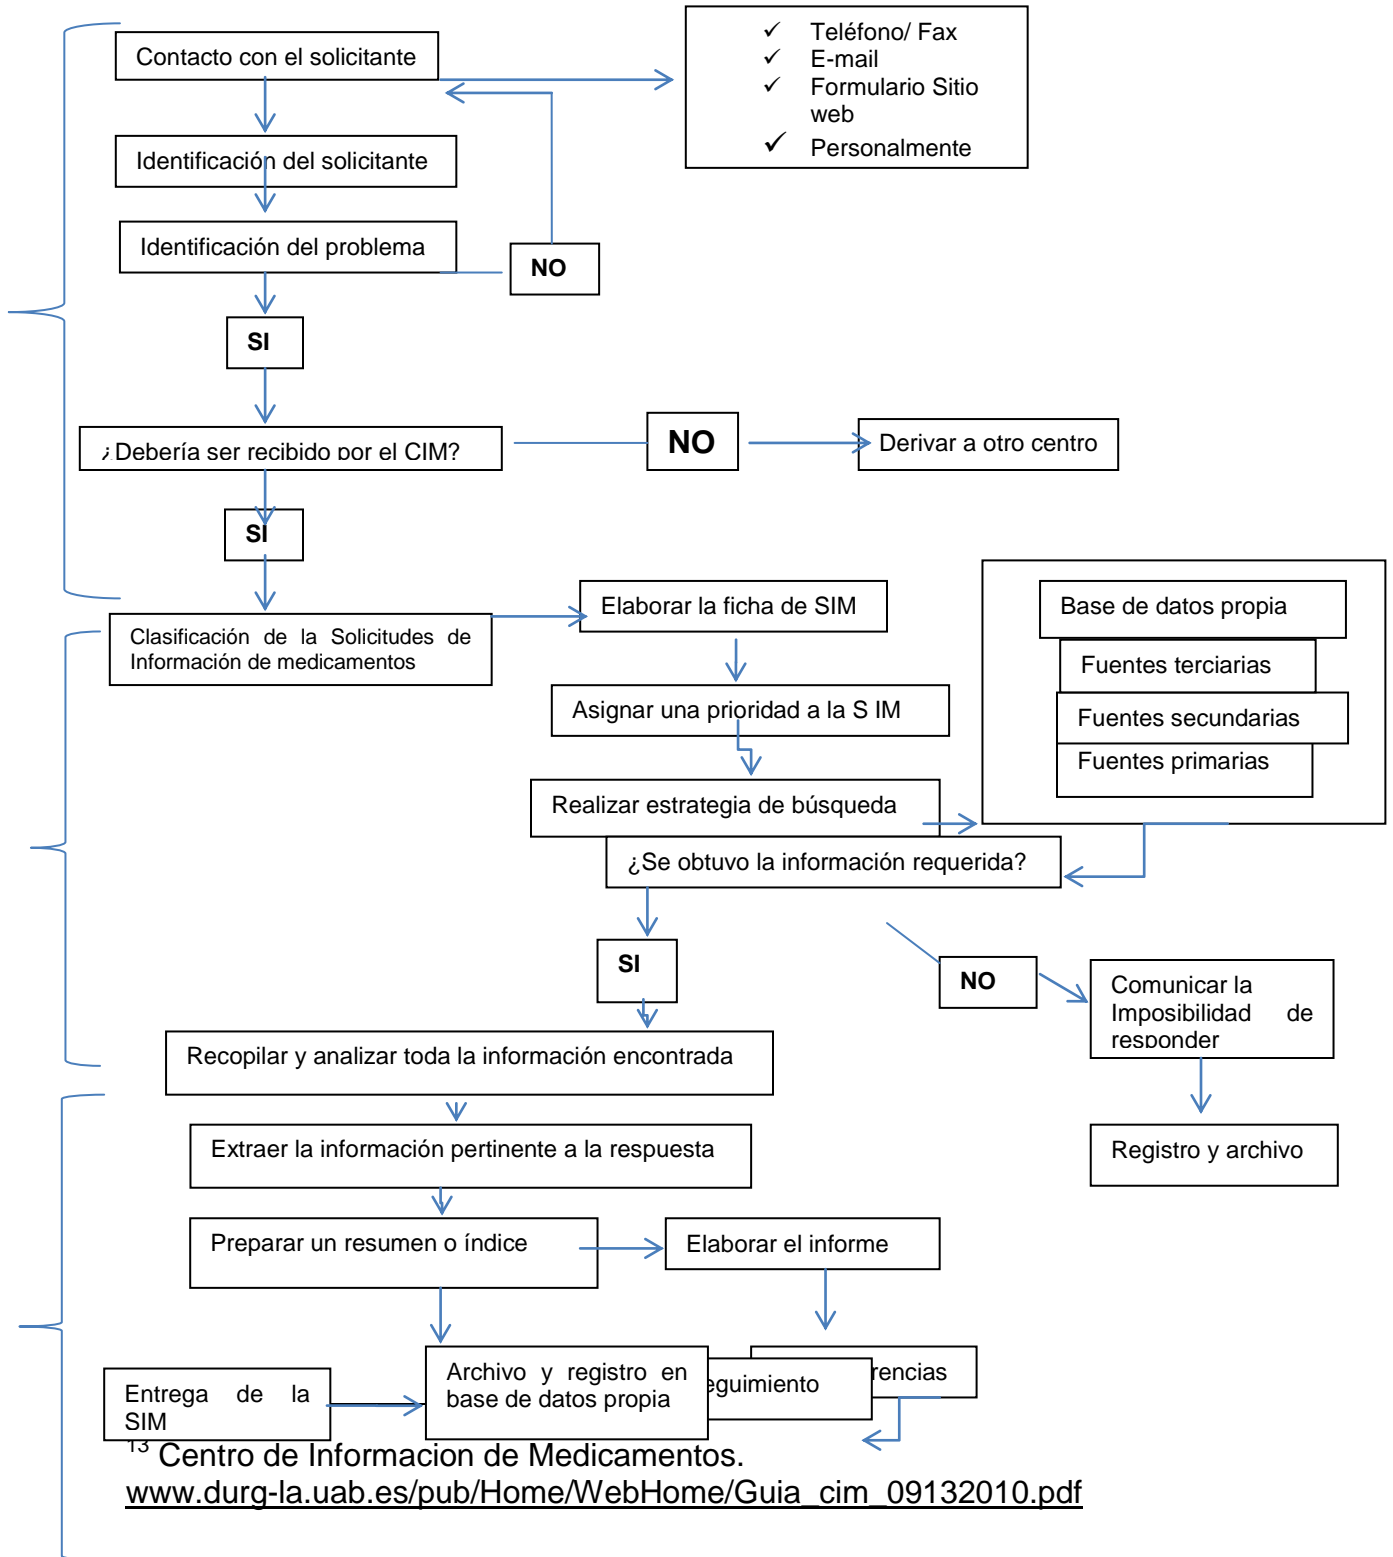 Contacto con el solicitante
✓ Teléfono/ Fax
✓ E-mail
✓ Formulario Sitio
web
✓ Personalmente
Identificación del solicitante
Identificación del problema
NO
SI
¿Debería ser recibido por el CIM?
NO
Derivar a otro centro
SI
Clasificación de la Solicitudes de
Información de medicamentos
Elaborar la ficha de SIM
Asignar una prioridad a la S IM
Realizar estrategia de búsqueda
Base de datos propia
Fuentes terciarias
Fuentes secundarias
Fuentes primarias
¿Se obtuvo la información requerida?
SI
NO
Comunicar la
Imposibilidad de
responder
Registro y archivo
Recopilar y analizar toda la información encontrada
Extraer la información pertinente a la respuesta
Preparar un resumen o índice
Elaborar el informe
Entrega de la
SIM
Archivo y registro en
base de datos propia
eguimiento
rencias
13 Centro de Informacion de Medicamentos.
www.durg-la.uab.es/pub/Home/WebHome/Guia_cim_09132010.pdf